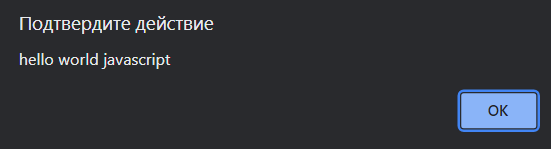 Подтвердите действие
hello world javascript
OK